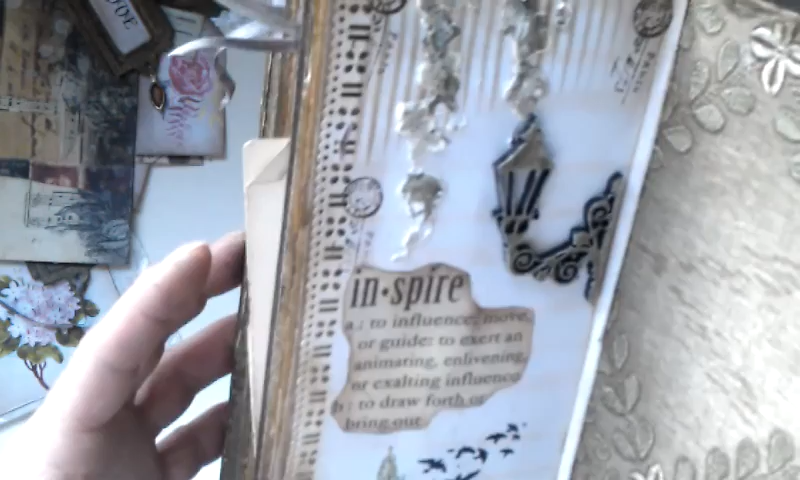 in•spire
a : to influence, move,
or guide: to exert an
animating, enlivening,
or exalting influence
b : to draw forth or
bring out